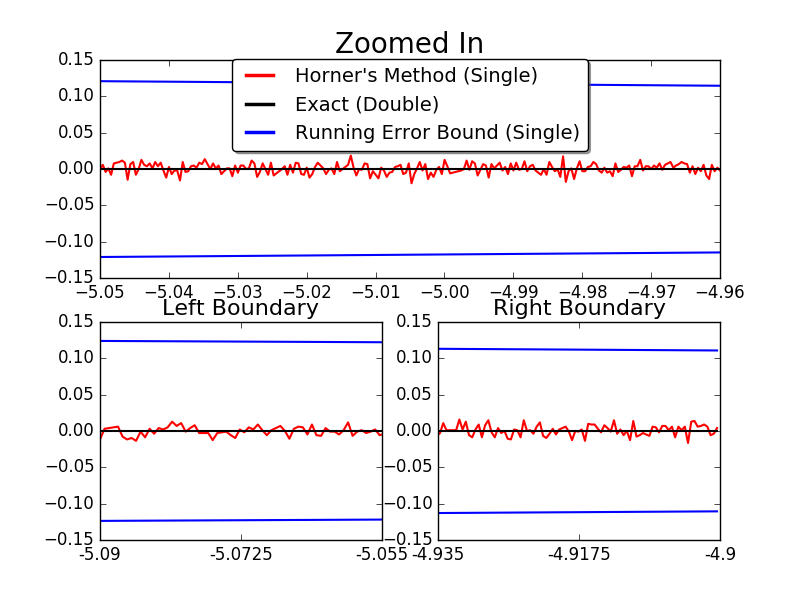 Zoomed In
Horner's Method (Single)
Exact (Double)
Running Error Bound (Single)
0.15
0.10
0.05
0.00
−0.05
−0.10
−0.15
−5.05 −5.04 −5.03 −5.02 −5.01 −5.00 −4.99 −4.98 −4.97 −4.96
Left Boundary
0.15
0.10
0.05
0.00
−0.05
−0.10
−0.15
-5.09 -5.0725 -5.055
Right Boundary
0.15
0.10
0.05
0.00
−0.05
−0.10
−0.15
-4.935 -4.9175 -4.9